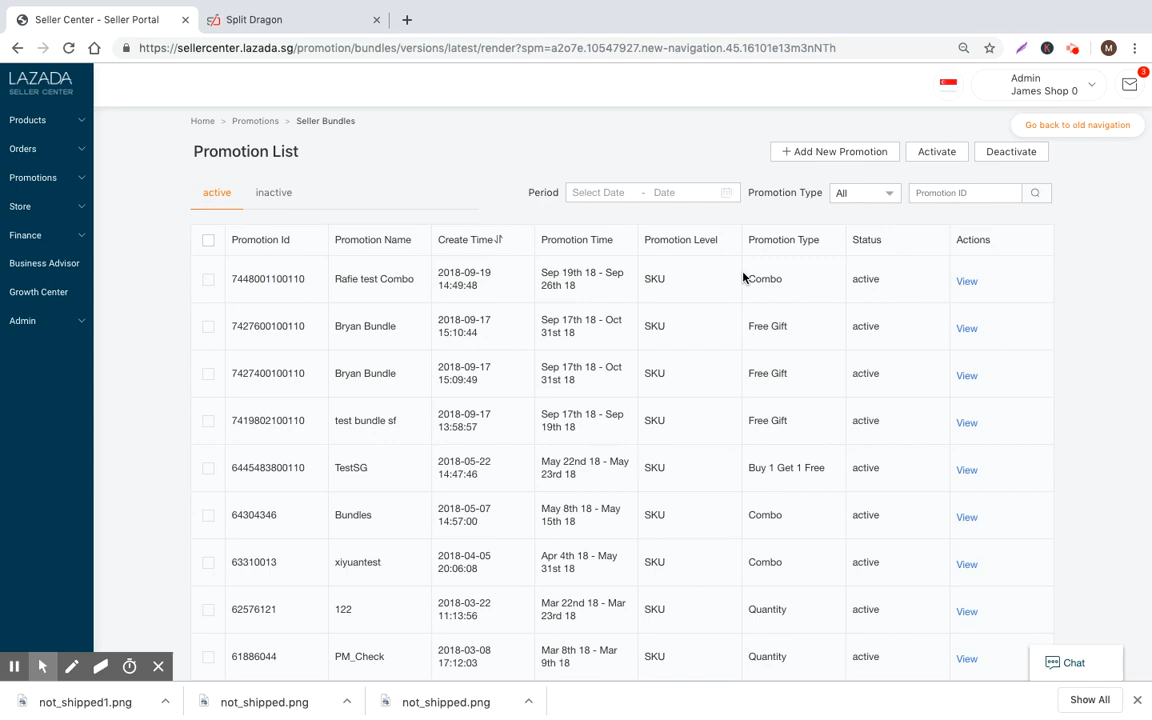 Seller Center - Seller Portal
Split Dragon
https://sellercenter.lazada.sg/promotion/bundles/versions/latest/render?spm=a2o7e.10547927.new-navigation.45.16101e13m3nNTh
K
M
LAZADA
SELLER CENTER
Products
Orders
Promotions
Store
Finance
Business Advisor
Growth Center
Admin
Admin
James Shop 0
3
Home > Promotions > Seller Bundles
Go back to old navigation
Promotion List
+ Add New Promotion
Activate
Deactivate
active
inactive
Period
Select Date - Date
Promotion Type
All
Promotion ID
Promotion Id
Promotion Name
Create Time
Promotion Time
Promotion Level
Promotion Type
Status
Actions
7448001100110
Rafie test Combo
2018-09-19
14:49:48
Sep 19th 18 - Sep
26th 18
SKU
Combo
active
View
7427600100110
Bryan Bundle
2018-09-17
15:10:44
Sep 17th 18 - Oct
31st 18
SKU
Free Gift
active
View
7427400100110
Bryan Bundle
2018-09-17
15:09:49
Sep 17th 18 - Oct
31st 18
SKU
Free Gift
active
View
7419802100110
test bundle sf
2018-09-17
13:58:57
Sep 17th 18 - Sep
19th 18
SKU
Free Gift
active
View
6445483800110
TestSG
2018-05-22
14:47:46
May 22nd 18 - May
23rd 18
SKU
Buy 1 Get 1 Free
active
View
64304346
Bundles
2018-05-07
14:57:00
May 8th 18 - May
15th 18
SKU
Combo
active
View
63310013
xiyuantest
2018-04-05
20:06:08
Apr 4th 18 - May
31st 18
SKU
Combo
active
View
62576121
122
2018-03-22
11:13:56
Mar 22nd 18 - Mar
23rd 18
SKU
Quantity
active
View
61886044
PM_Check
2018-03-08
17:12:03
Mar 8th 18 - Mar
9th 18
SKU
Quantity
active
View
Chat
not_shipped1.png
not_shipped.png
not_shipped.png
Show All